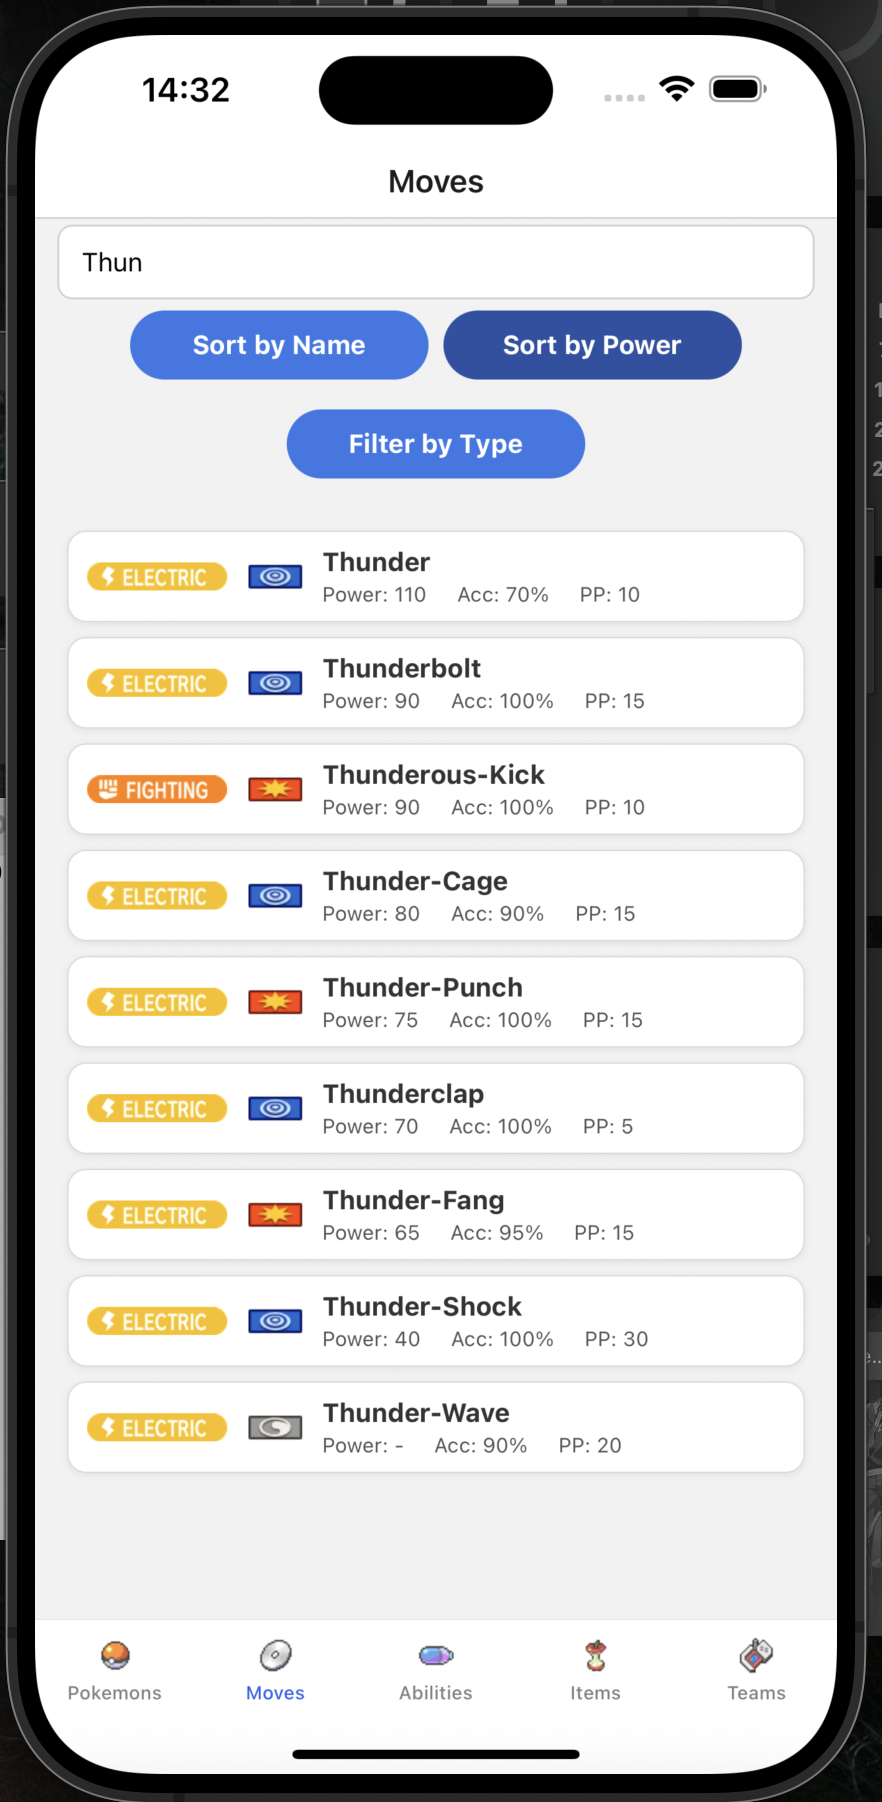 14:32
Moves
Thun
Sort by Name
Sort by Power
Filter by Type
ELECTRIC
Thunder
Power: 110 Acc: 70% PP: 10
ELECTRIC
Thunderbolt
Power: 90 Acc: 100% PP: 15
FIGHTING
Thunderous-Kick
Power: 90 Acc: 100% PP: 10
ELECTRIC
Thunder-Cage
Power: 80 Acc: 90% PP: 15
ELECTRIC
Thunder-Punch
Power: 75 Acc: 100% PP: 15
ELECTRIC
Thunderclap
Power: 70 Acc: 100% PP: 5
ELECTRIC
Thunder-Fang
Power: 65 Acc: 95% PP: 15
ELECTRIC
Thunder-Shock
Power: 40 Acc: 100% PP: 30
ELECTRIC
Thunder-Wave
Power: - Acc: 90% PP: 20
Pokemons
Moves
Abilities
Items
Teams